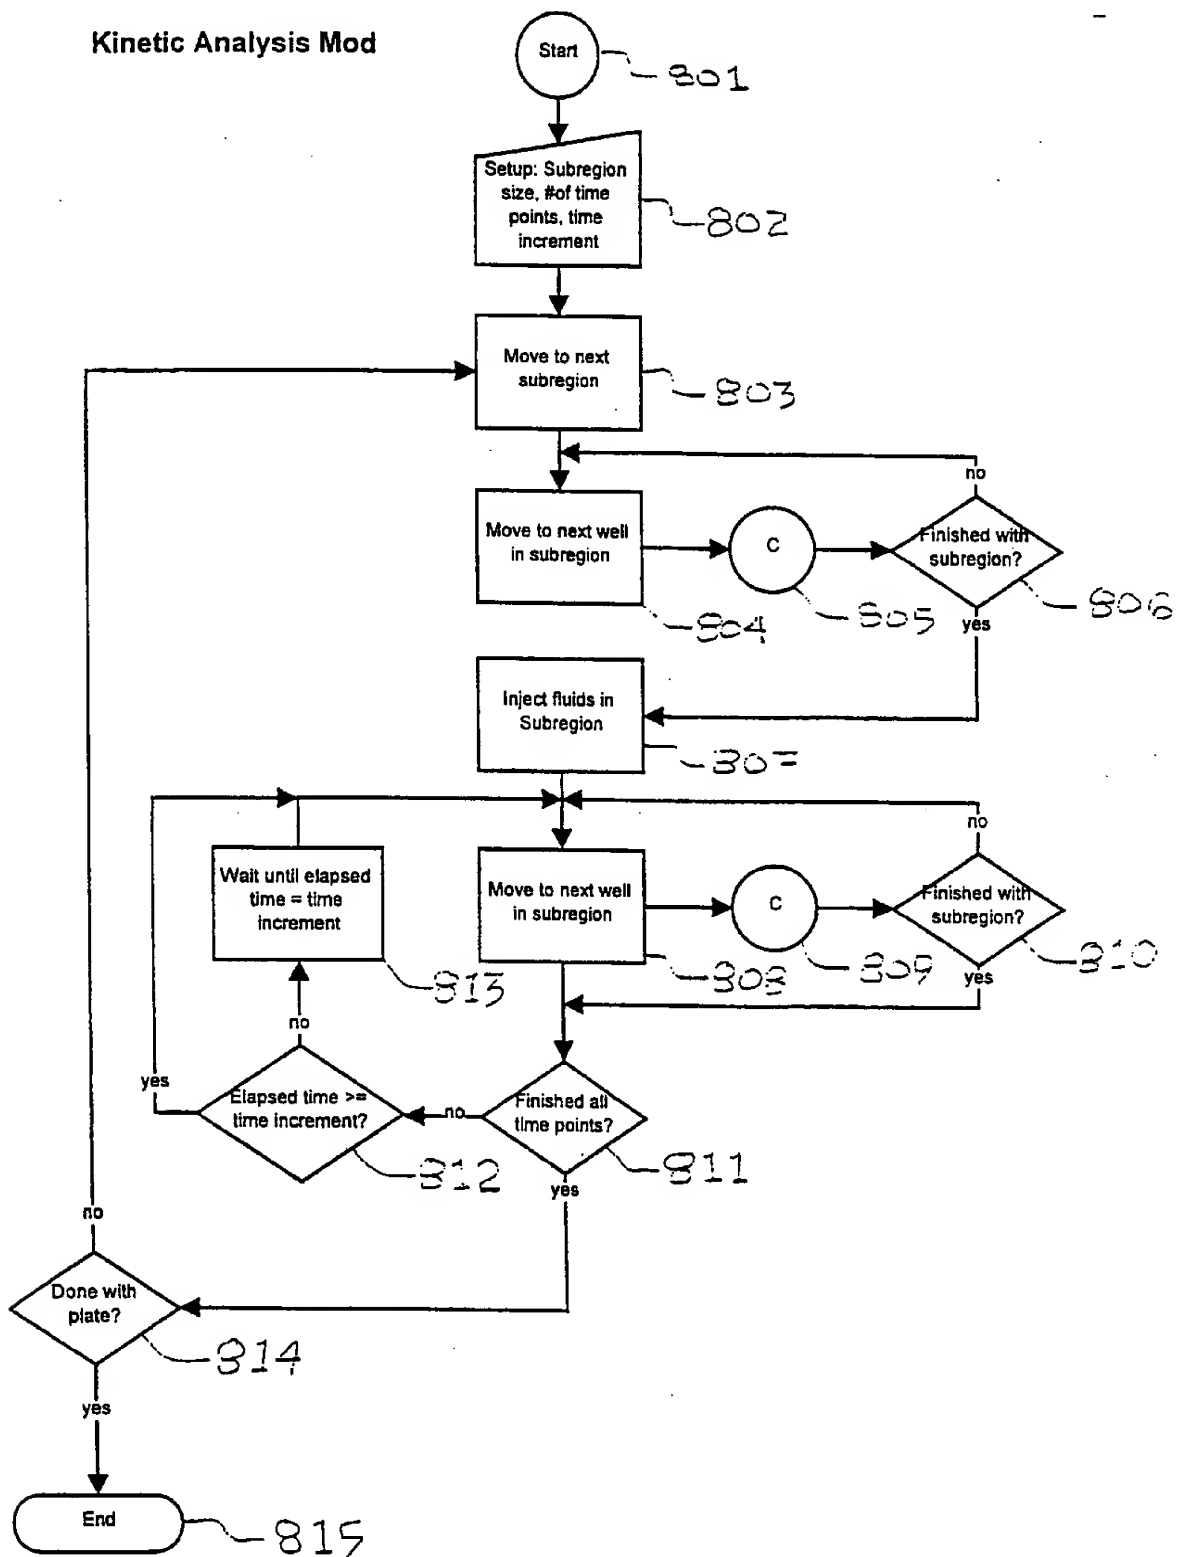 Kinetic Analysis Mod
Start
801
Setup: Subregion
size, #of time
points, time
increment
802
Move to next
subregion
803
no
Move to next well
in subregion
C
Finished with
subregion?
804
805
806
yes
Inject fluids in
Subregion
807
no
Wait until elapsed
time = time
increment
Move to next well
in subregion
C
Finished with
subregion?
813
808
809
810
yes
no
yes
Elapsed time >=
time increment?
no
Finished all
time points?
812
811
yes
no
Done with
plate?
814
yes
End
815